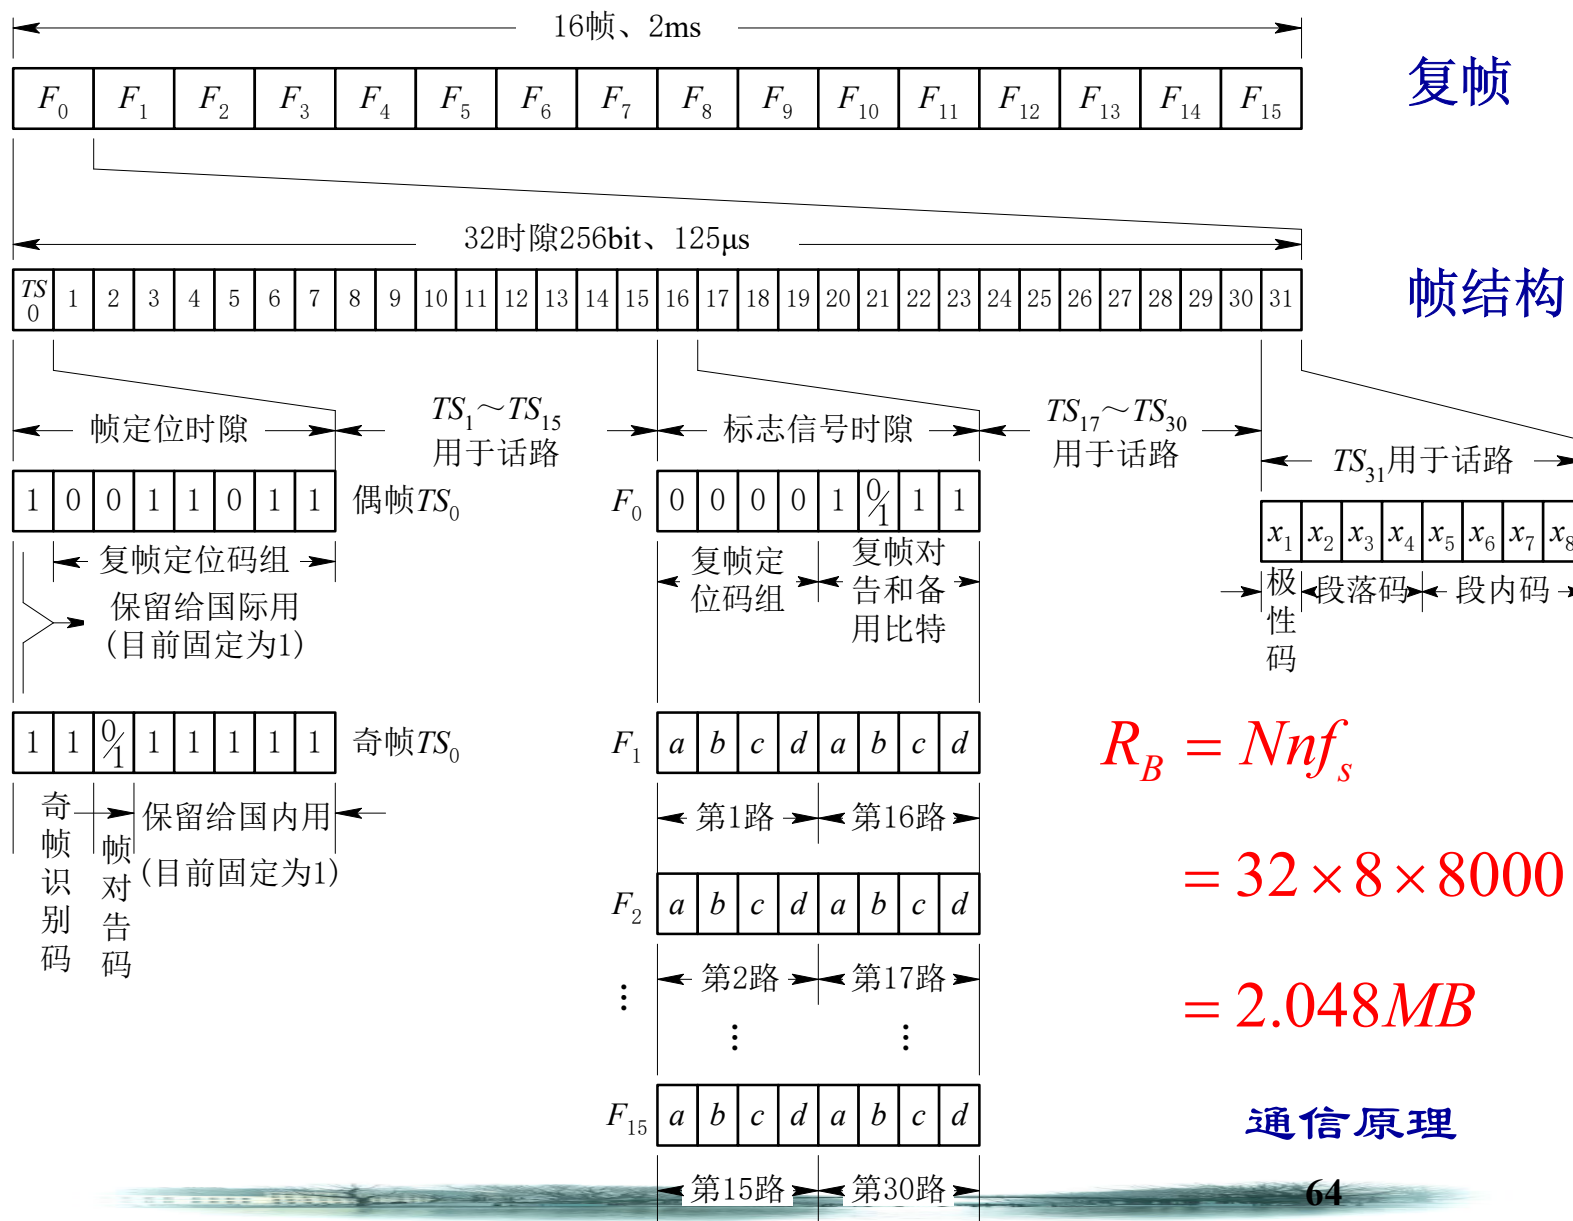 16帧、2ms
复帧
F0 F1 F2 F3 F4 F5 F6 F7 F8 F9 F10 F11 F12 F13 F14 F15
32时隙256bit、125μs
帧结构
TS0 1 2 3 4 5 6 7 8 9 10 11 12 13 14 15 16 17 18 19 20 21 22 23 24 25 26 27 28 29 30 31
帧定位时隙
TS1～TS15
用于话路
标志信号时隙
TS17～TS30
用于话路
TS31用于话路
1 0 0 1 1 0 1 1 偶帧TS0
F0 0 0 0 0 1 0/1 1 1
x1 x2 x3 x4 x5 x6 x7 x8
复帧定位码组
保留给国际用
(目前固定为1)
复帧定
位码组
复帧对
告和备
用比特
极性码
段落码
段内码
1 1 0/1 1 1 1 1 1 奇帧TS0
F1 a b c d a b c d
奇帧识别码
帧对告码
保留给国内用
(目前固定为1)
第1路 第16路
F2 a b c d a b c d
第2路 第17路
⋮
⋮ ⋮
F15 a b c d a b c d
第15路 第30路
RB = Nnfs
= 32×8×8000
= 2.048MB
通信原理
64